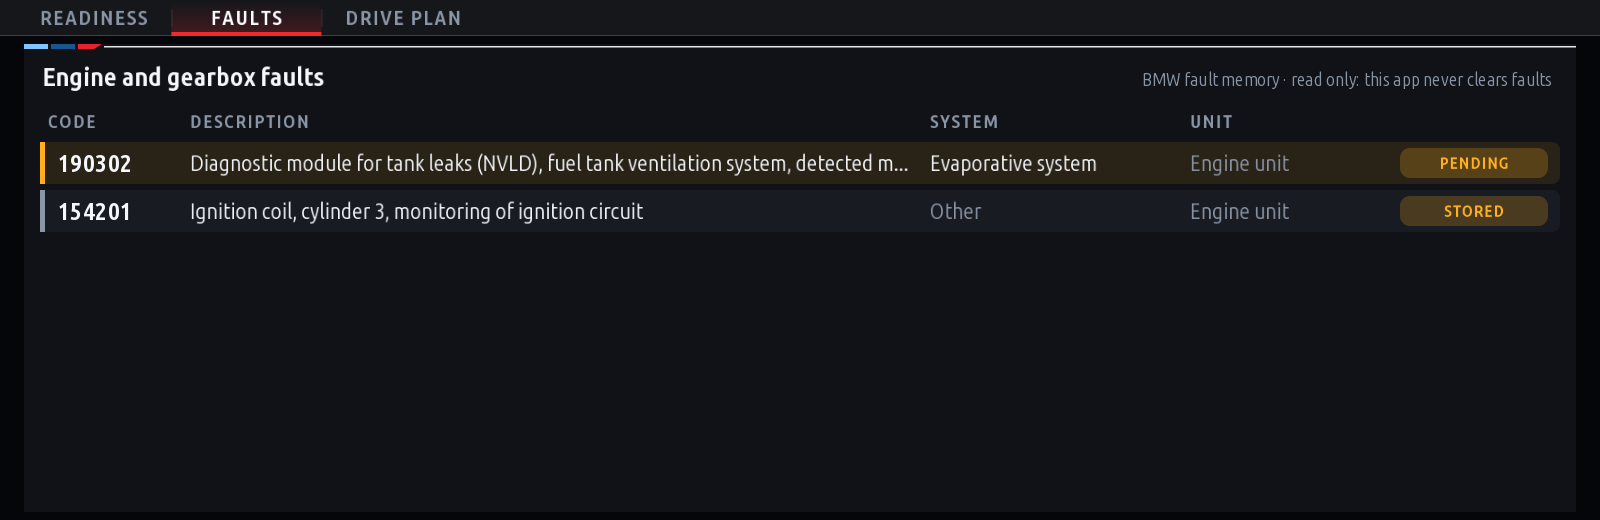 READINESS FAULTS DRIVE PLAN
Engine and gearbox faults BMW fault memory · read only: this app never clears faults
CODE DESCRIPTION SYSTEM UNIT
190302 Diagnostic module for tank leaks (NVLD), fuel tank ventilation system, detected m... Evaporative system Engine unit PENDING
154201 Ignition coil, cylinder 3, monitoring of ignition circuit Other Engine unit STORED